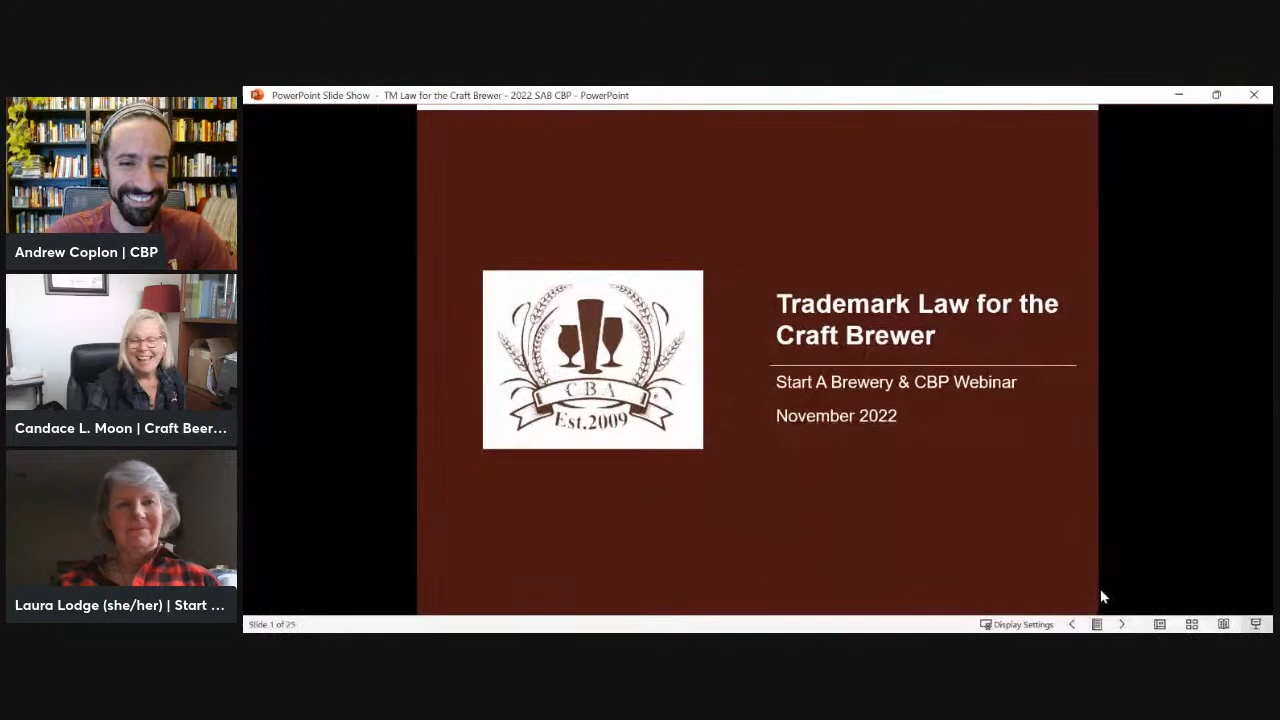 PowerPoint Slide Show - TM Law for the Craft Brewer - 2022 SAB CBP - PowerPoint
Andrew Coplon | CBP
Candace L. Moon | Craft Beer...
Laura Lodge (she/her) | Start ...
CBA
Est.2009
Trademark Law for the
Craft Brewer
Start A Brewery & CBP Webinar
November 2022
Slide 1 of 25
Display Settings